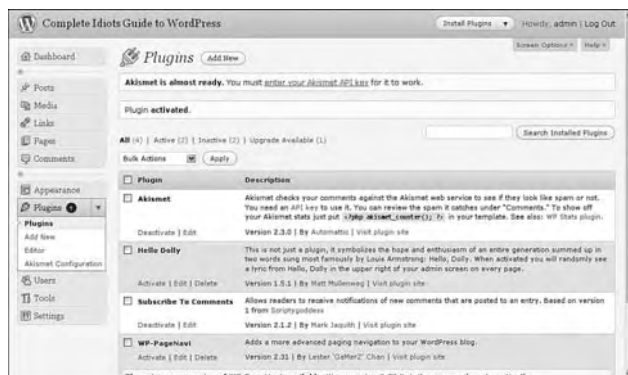 Complete Idiots Guide to WordPress
Install Plugins
Howdy, admin | Log Out
Screen Options
Help
Dashboard
Plugins
Add New
Akismet is almost ready. You must enter your Akismet API key for it to work.
Posts
Media
Plugin activated.
Links
Pages
Search Installed Plugins
All (4) | Active (2) | Inactive (2) | Upgrade Available (1)
Comments
Bulk Actions
Apply
Appearance
Plugin Description
Plugins 1
Akismet
Akismet checks your comments against the Akismet web service to see if they look like spam or not.
You need an API key to use it. You can review the spam it catches under "Comments." To show off
your Akismet stats just put <?php akismet_counter(); ?> in your template. See also: WP Stats plugin.
Deactivate | Edit
Version 2.3.0 | By Automattic | Visit plugin site
Plugins
Add New
Editor
Akismet Configuration
Hello Dolly
This is not just a plugin, it symbolizes the hope and enthusiasm of an entire generation summed up in
two words sung most famously by Louis Armstrong: Hello, Dolly. When activated you will randomly see
a lyric from Hello, Dolly in the upper right of your admin screen on every page.
Activate | Edit | Delete
Version 1.5.1 | By Matt Mullenweg | Visit plugin site
Users
Tools
Settings
Subscribe To Comments
Allows readers to receive notifications of new comments that are posted to an entry. Based on version
1 from Scriptygoddess
Deactivate | Edit
Version 2.1.2 | By Mark Jaquith | Visit plugin site
WP-PageNavi
Adds a more advanced paging navigation to your WordPress blog.
Activate | Edit | Delete
Version 2.31 | By Lester 'GaMerZ' Chan | Visit plugin site